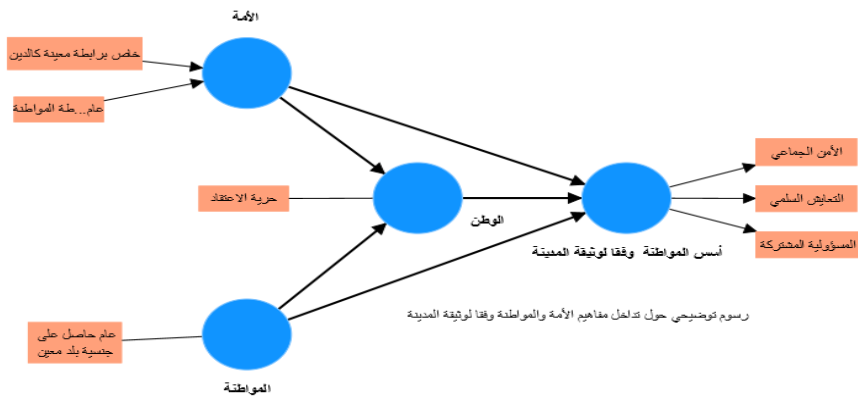 الأمة
خاص برابطة معينة كالدين
عام...طة المواطنة
الأمن الجماعي
التعايش السلمي
حرية الاعتقاد
الوطن
المسؤولية المشتركة
أسس المواطنة وفقا لوثيقة المدينة
رسوم توضيحي حول تداخل مفاهيم الأمة والمواطنة وفقا لوثيقة المدينة
عام حاصل على
جنسية بلد معين
المواطنة